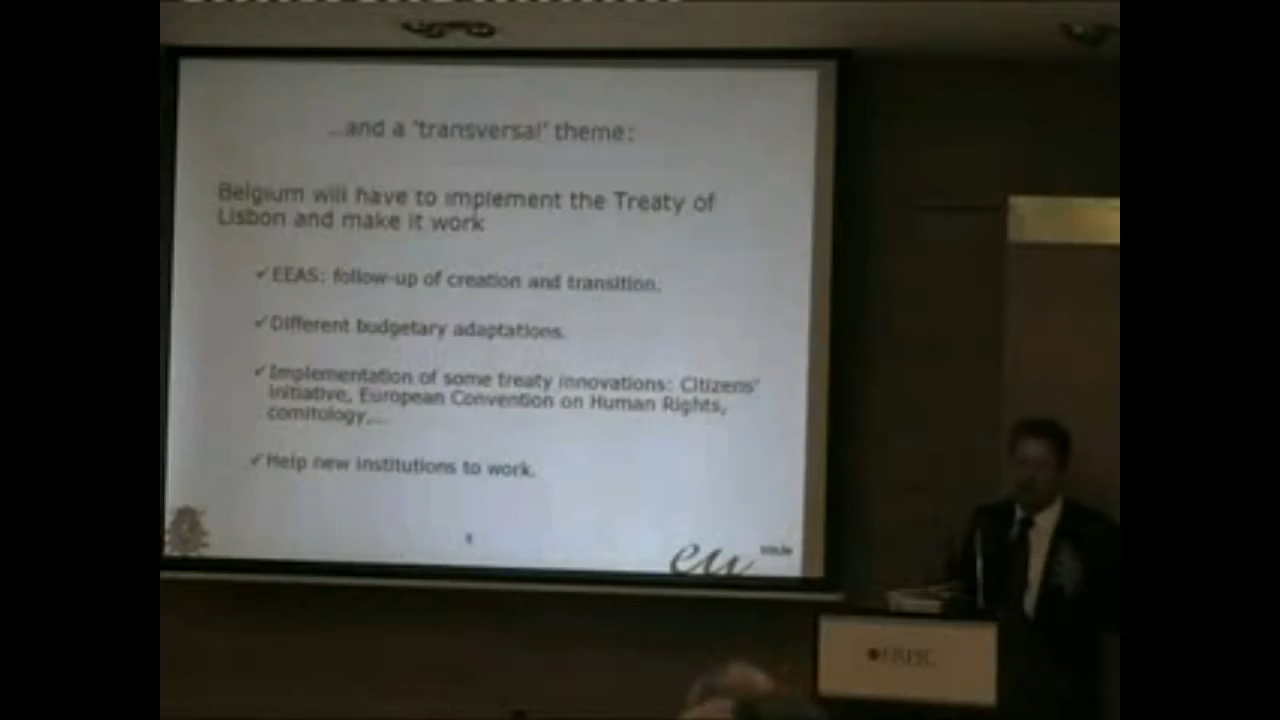 ...and a 'transversal' theme:
Belgium will have to implement the Treaty of
Lisbon and make it work
✓EEAS: follow-up of creation and transition.
✓Different budgetary adaptations.
✓Implementation of some treaty innovations: Citizens'
Initiative, European Convention on Human Rights,
comitology,...
✓Help new institutions to work.
eu